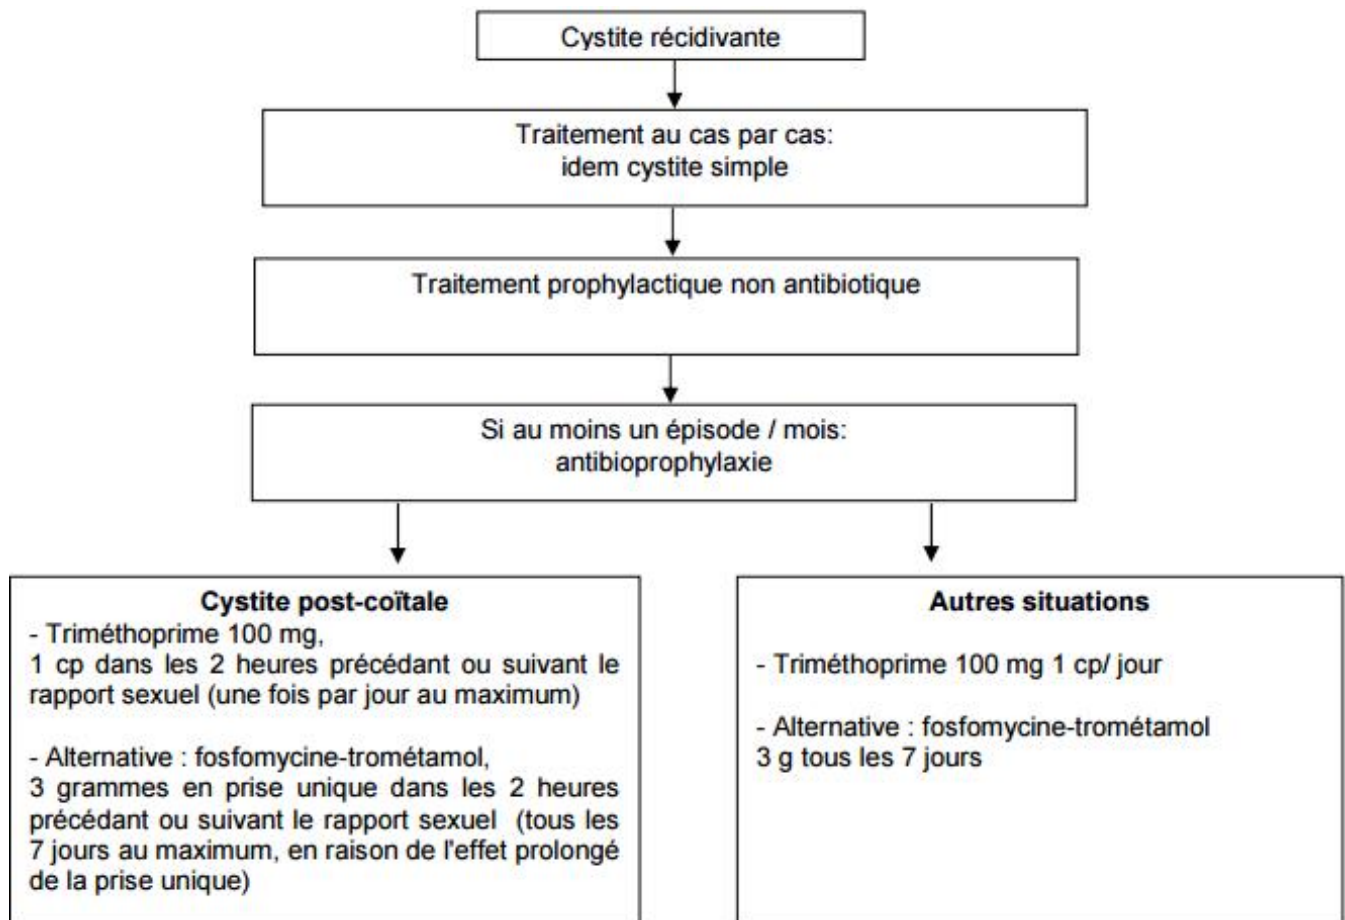 Cystite récidivante
Traitement au cas par cas:
idem cystite simple
Traitement prophylactique non antibiotique
Si au moins un épisode / mois:
antibioprophylaxie
Cystite post-coïtale
- Triméthoprime 100 mg,
1 cp dans les 2 heures précédant ou suivant le
rapport sexuel (une fois par jour au maximum)
- Alternative : fosfomycine-trométamol,
3 grammes en prise unique dans les 2 heures
précédant ou suivant le rapport sexuel (tous les
7 jours au maximum, en raison de l'effet prolongé
de la prise unique)
Autres situations
- Triméthoprime 100 mg 1 cp/ jour
- Alternative : fosfomycine-trométamol
3 g tous les 7 jours